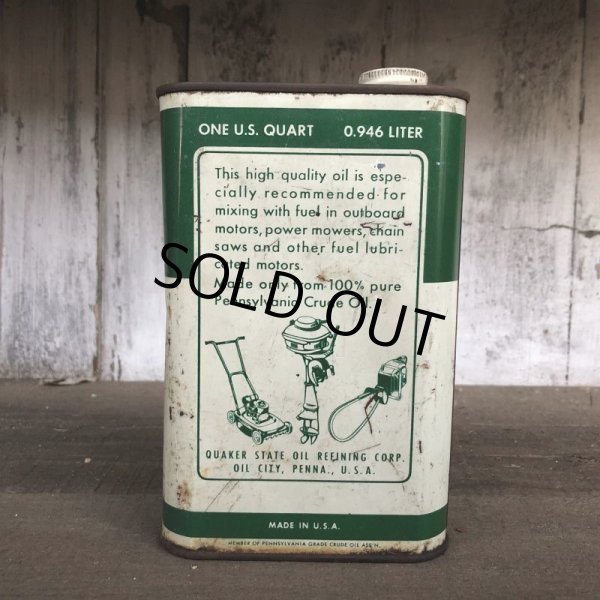 ONE U.S. QUART 0.946 LITER
This high quality oil is espe-
cially recommended for
mixing with fuel in outboard
motors, power mowers, chain
saws and other fuel lubri-
cated motors.
Made only from 100% pure
Pennsylvania Crude Oil.
SOLD OUT
QUAKER STATE OIL REFINING CORP.
OIL CITY, PENNA., U.S.A.
MADE IN U.S.A.
MEMBER OF PENNSYLVANIA GRADE CRUDE OIL ASS'N.